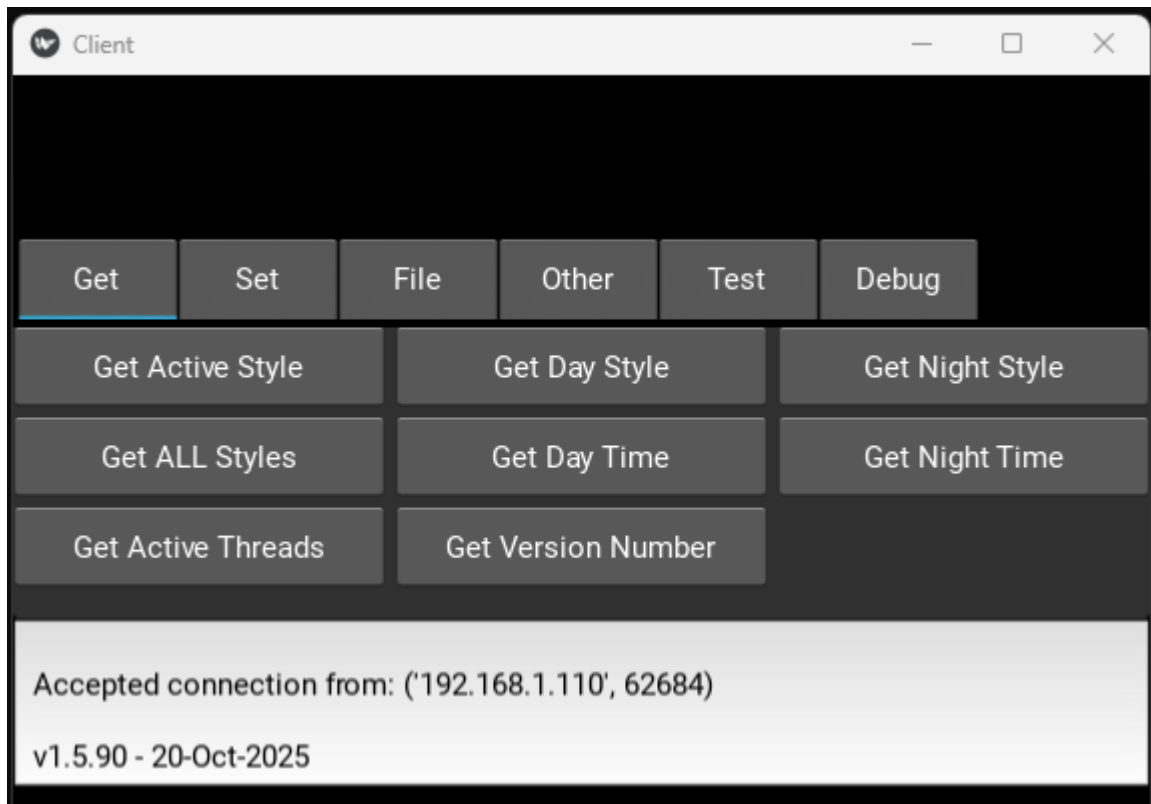 Client
Get Set File Other Test Debug
Get Active Style Get Day Style Get Night Style
Get ALL Styles Get Day Time Get Night Time
Get Active Threads Get Version Number
Accepted connection from: ('192.168.1.110', 62684)
v1.5.90 - 20-Oct-2025